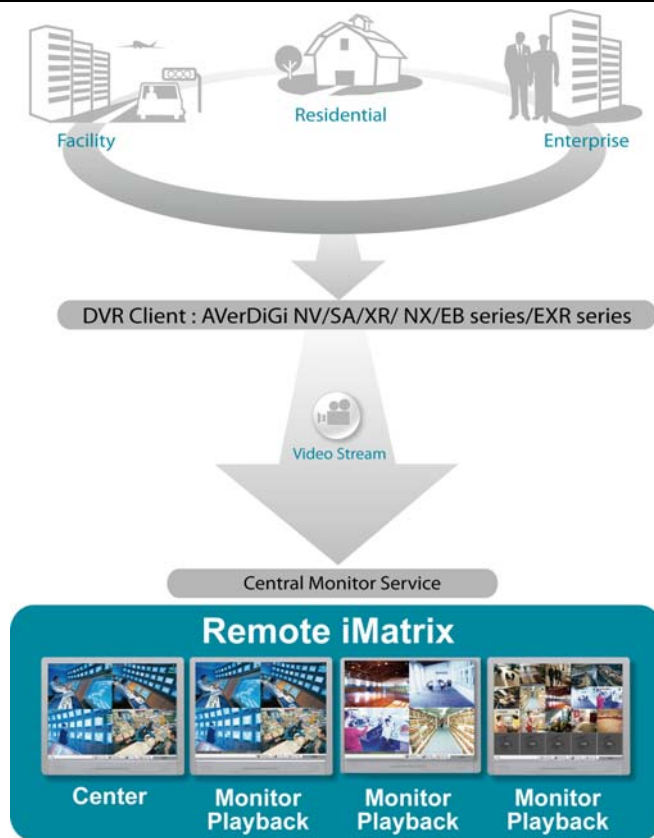 Facility
Residential
Enterprise
DVR Client : AVerDiGi NV/SA/XR/ NX/EB series/EXR series
Video Stream
Central Monitor Service
Remote iMatrix
Center
Monitor Playback
Monitor Playback
Monitor Playback